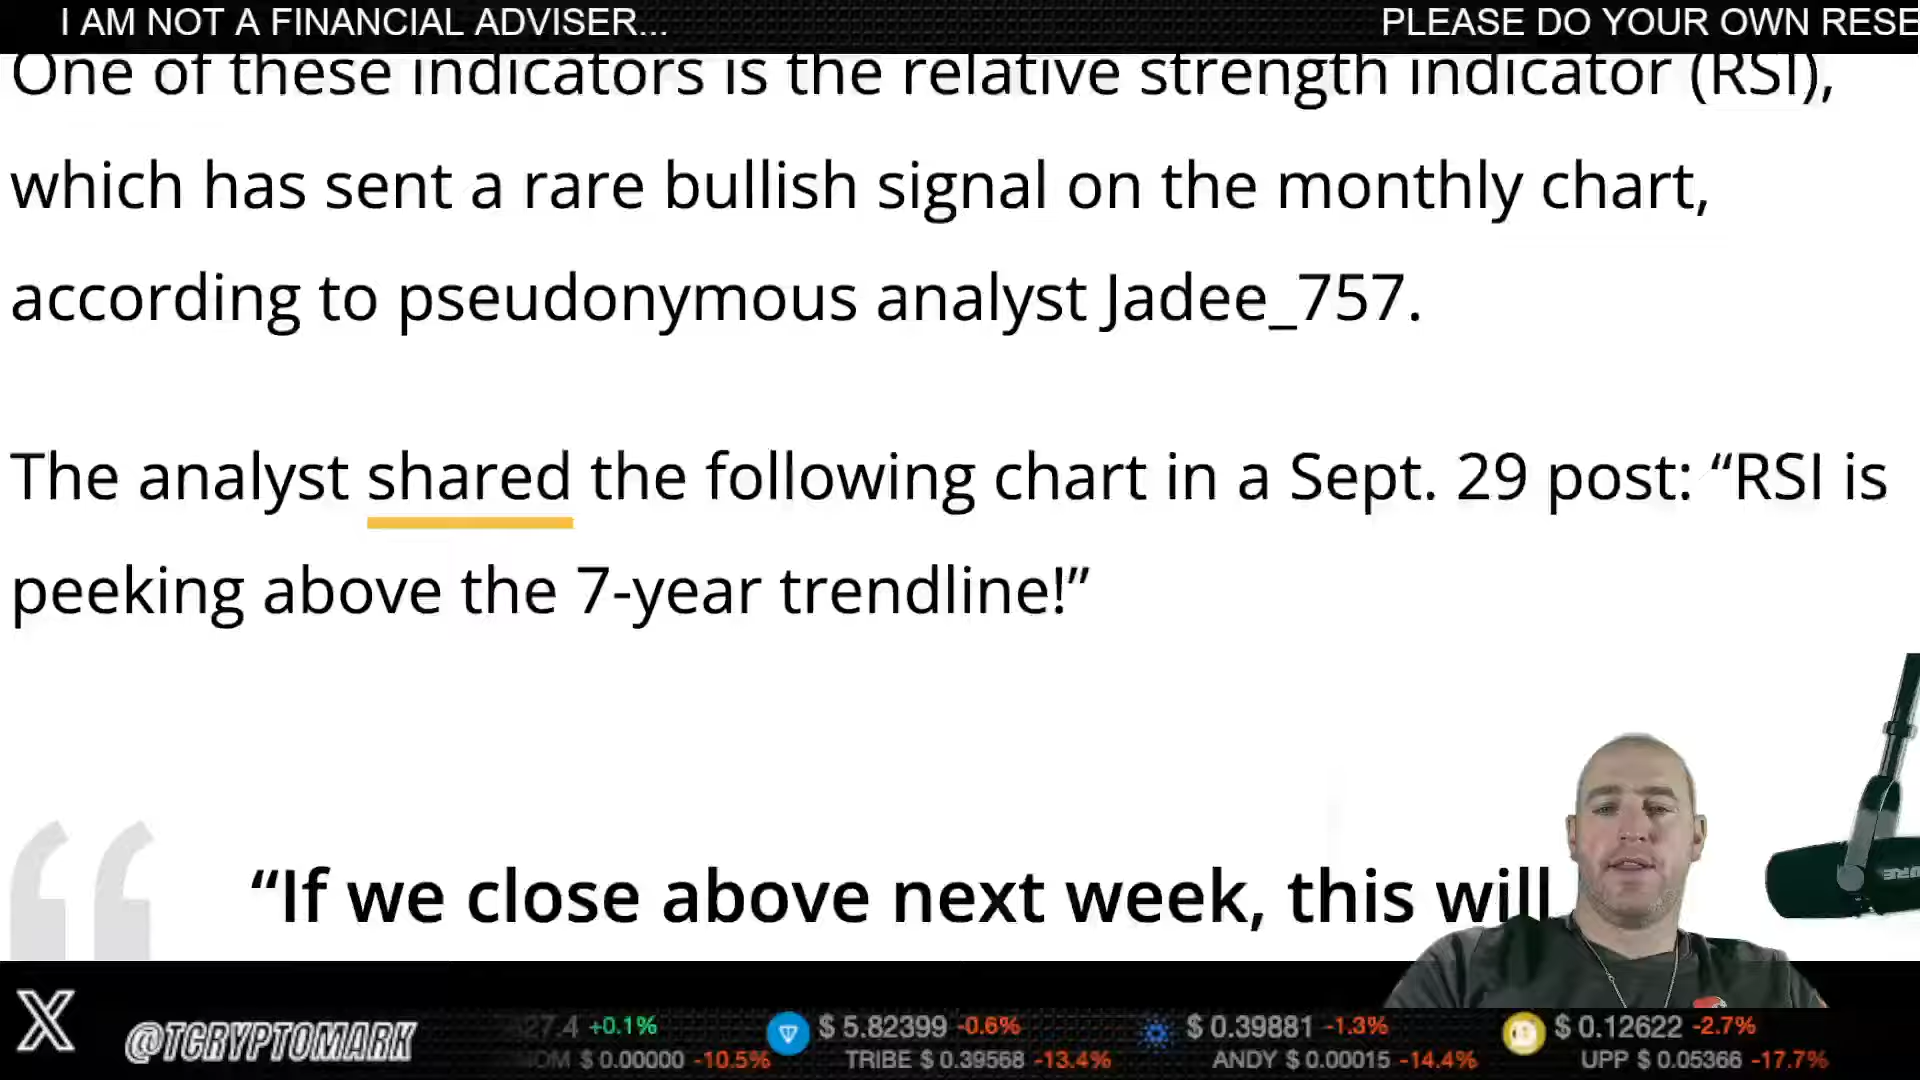 I AM NOT A FINANCIAL ADVISER... PLEASE DO YOUR OWN RESE
One of these indicators is the relative strength indicator (RSI),
which has sent a rare bullish signal on the monthly chart,
according to pseudonymous analyst Jadee_757.
The analyst shared the following chart in a Sept. 29 post: “RSI is
peeking above the 7-year trendline!”
“If we close above next week, this will
@TCRYPTOMARK
27.4 +0.1% $ 5.82399 -0.6% $ 0.39881 -1.3% $ 0.12622 -2.7%
OM $ 0.00000 -10.5% TRIBE $ 0.39568 -13.4% ANDY $ 0.00015 -14.4% UPP $ 0.05366 -17.7%